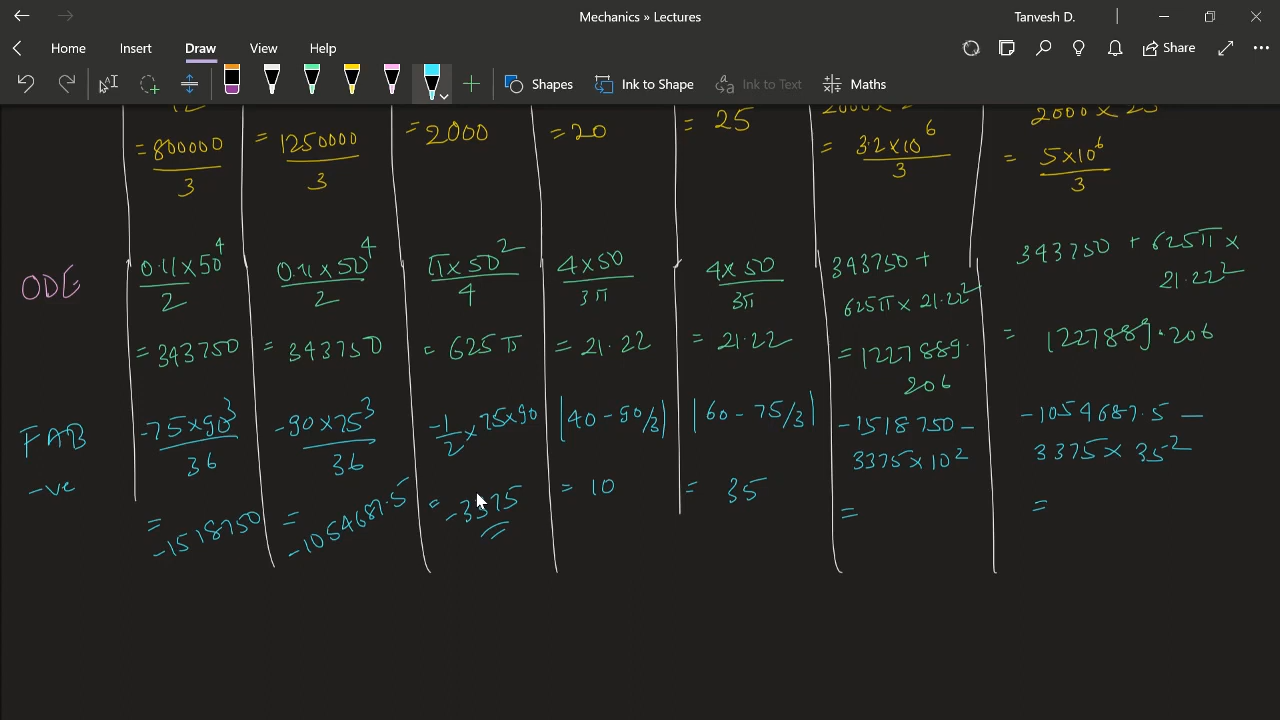 Mechanics » Lectures
Tanvesh D.
Home Insert Draw View Help
Share
Shapes Ink to Shape Ink to Text Maths
= 800000/3 = 1250000/3 = 2000 = 20 = 25 = 3.2×10^6/3 = 5×10^6/3
ODE 0.11×50^4/2 0.11×50^4/2 π×50^2/4 4×50/3π 4×50/3π 343750 + 625π × 21.22^2 343750 + 625π × 21.22^2
= 343750 = 343750 = 625π = 21.22 = 21.22 = 1227889.206 = 1227889.206
FAB -75×90^3/36 -90×75^3/36 -1/2 × 75×90 |40 - 90/3| |60 - 75/3| -1518750 - 3375×10^2 -1054687.5 - 3375 × 35^2
-ve = -1518750 = -1054687.5 = -3375 = 10 = 35 = =